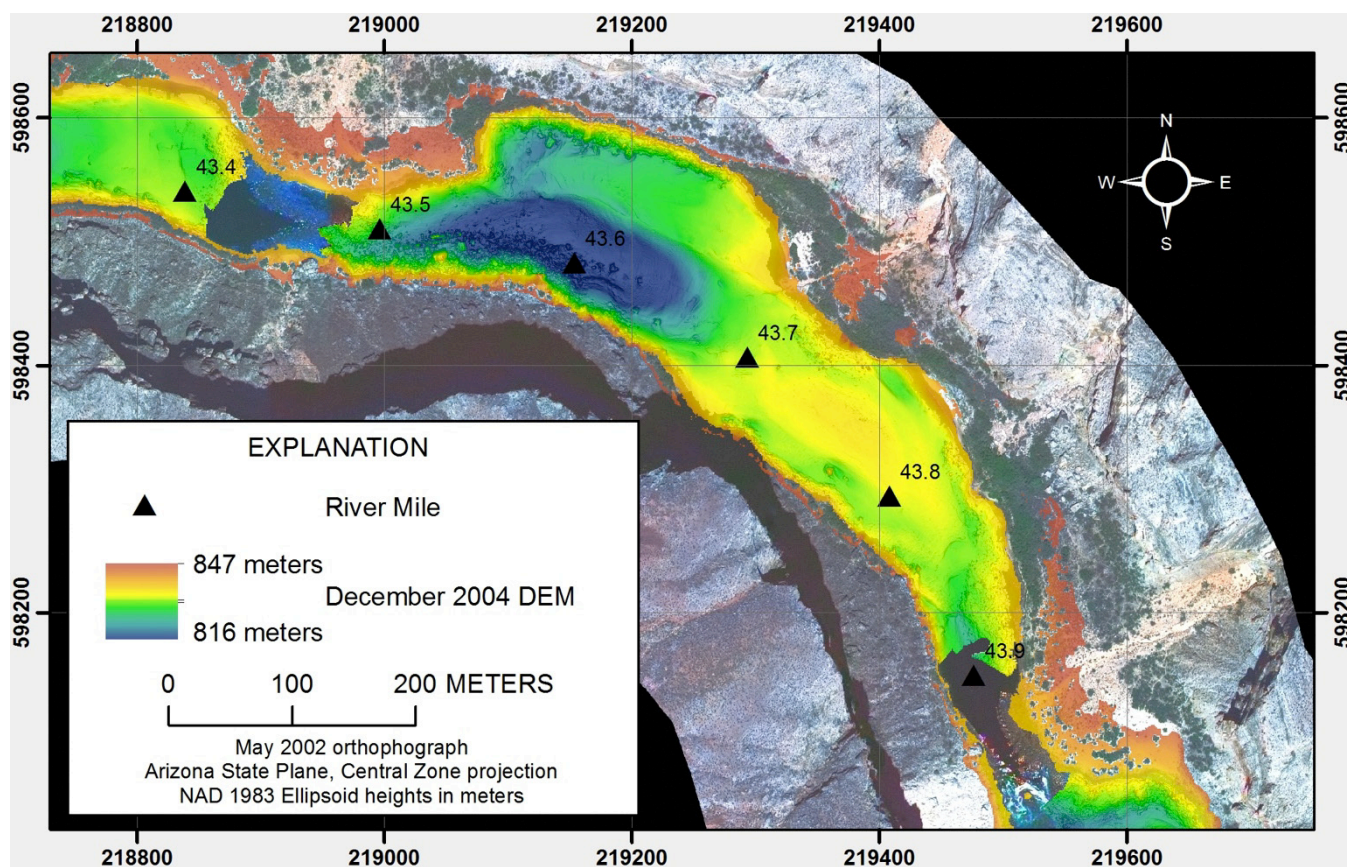 218800 219000 219200 219400 219600
598600 598600
N
W E
S
43.4
43.5
43.6
43.7
43.8
43.9
598400 598400
598200 598200
EXPLANATION
River Mile
847 meters
December 2004 DEM
816 meters
0 100 200 METERS
May 2002 orthophograph
Arizona State Plane, Central Zone projection
NAD 1983 Ellipsoid heights in meters
218800 219000 219200 219400 219600